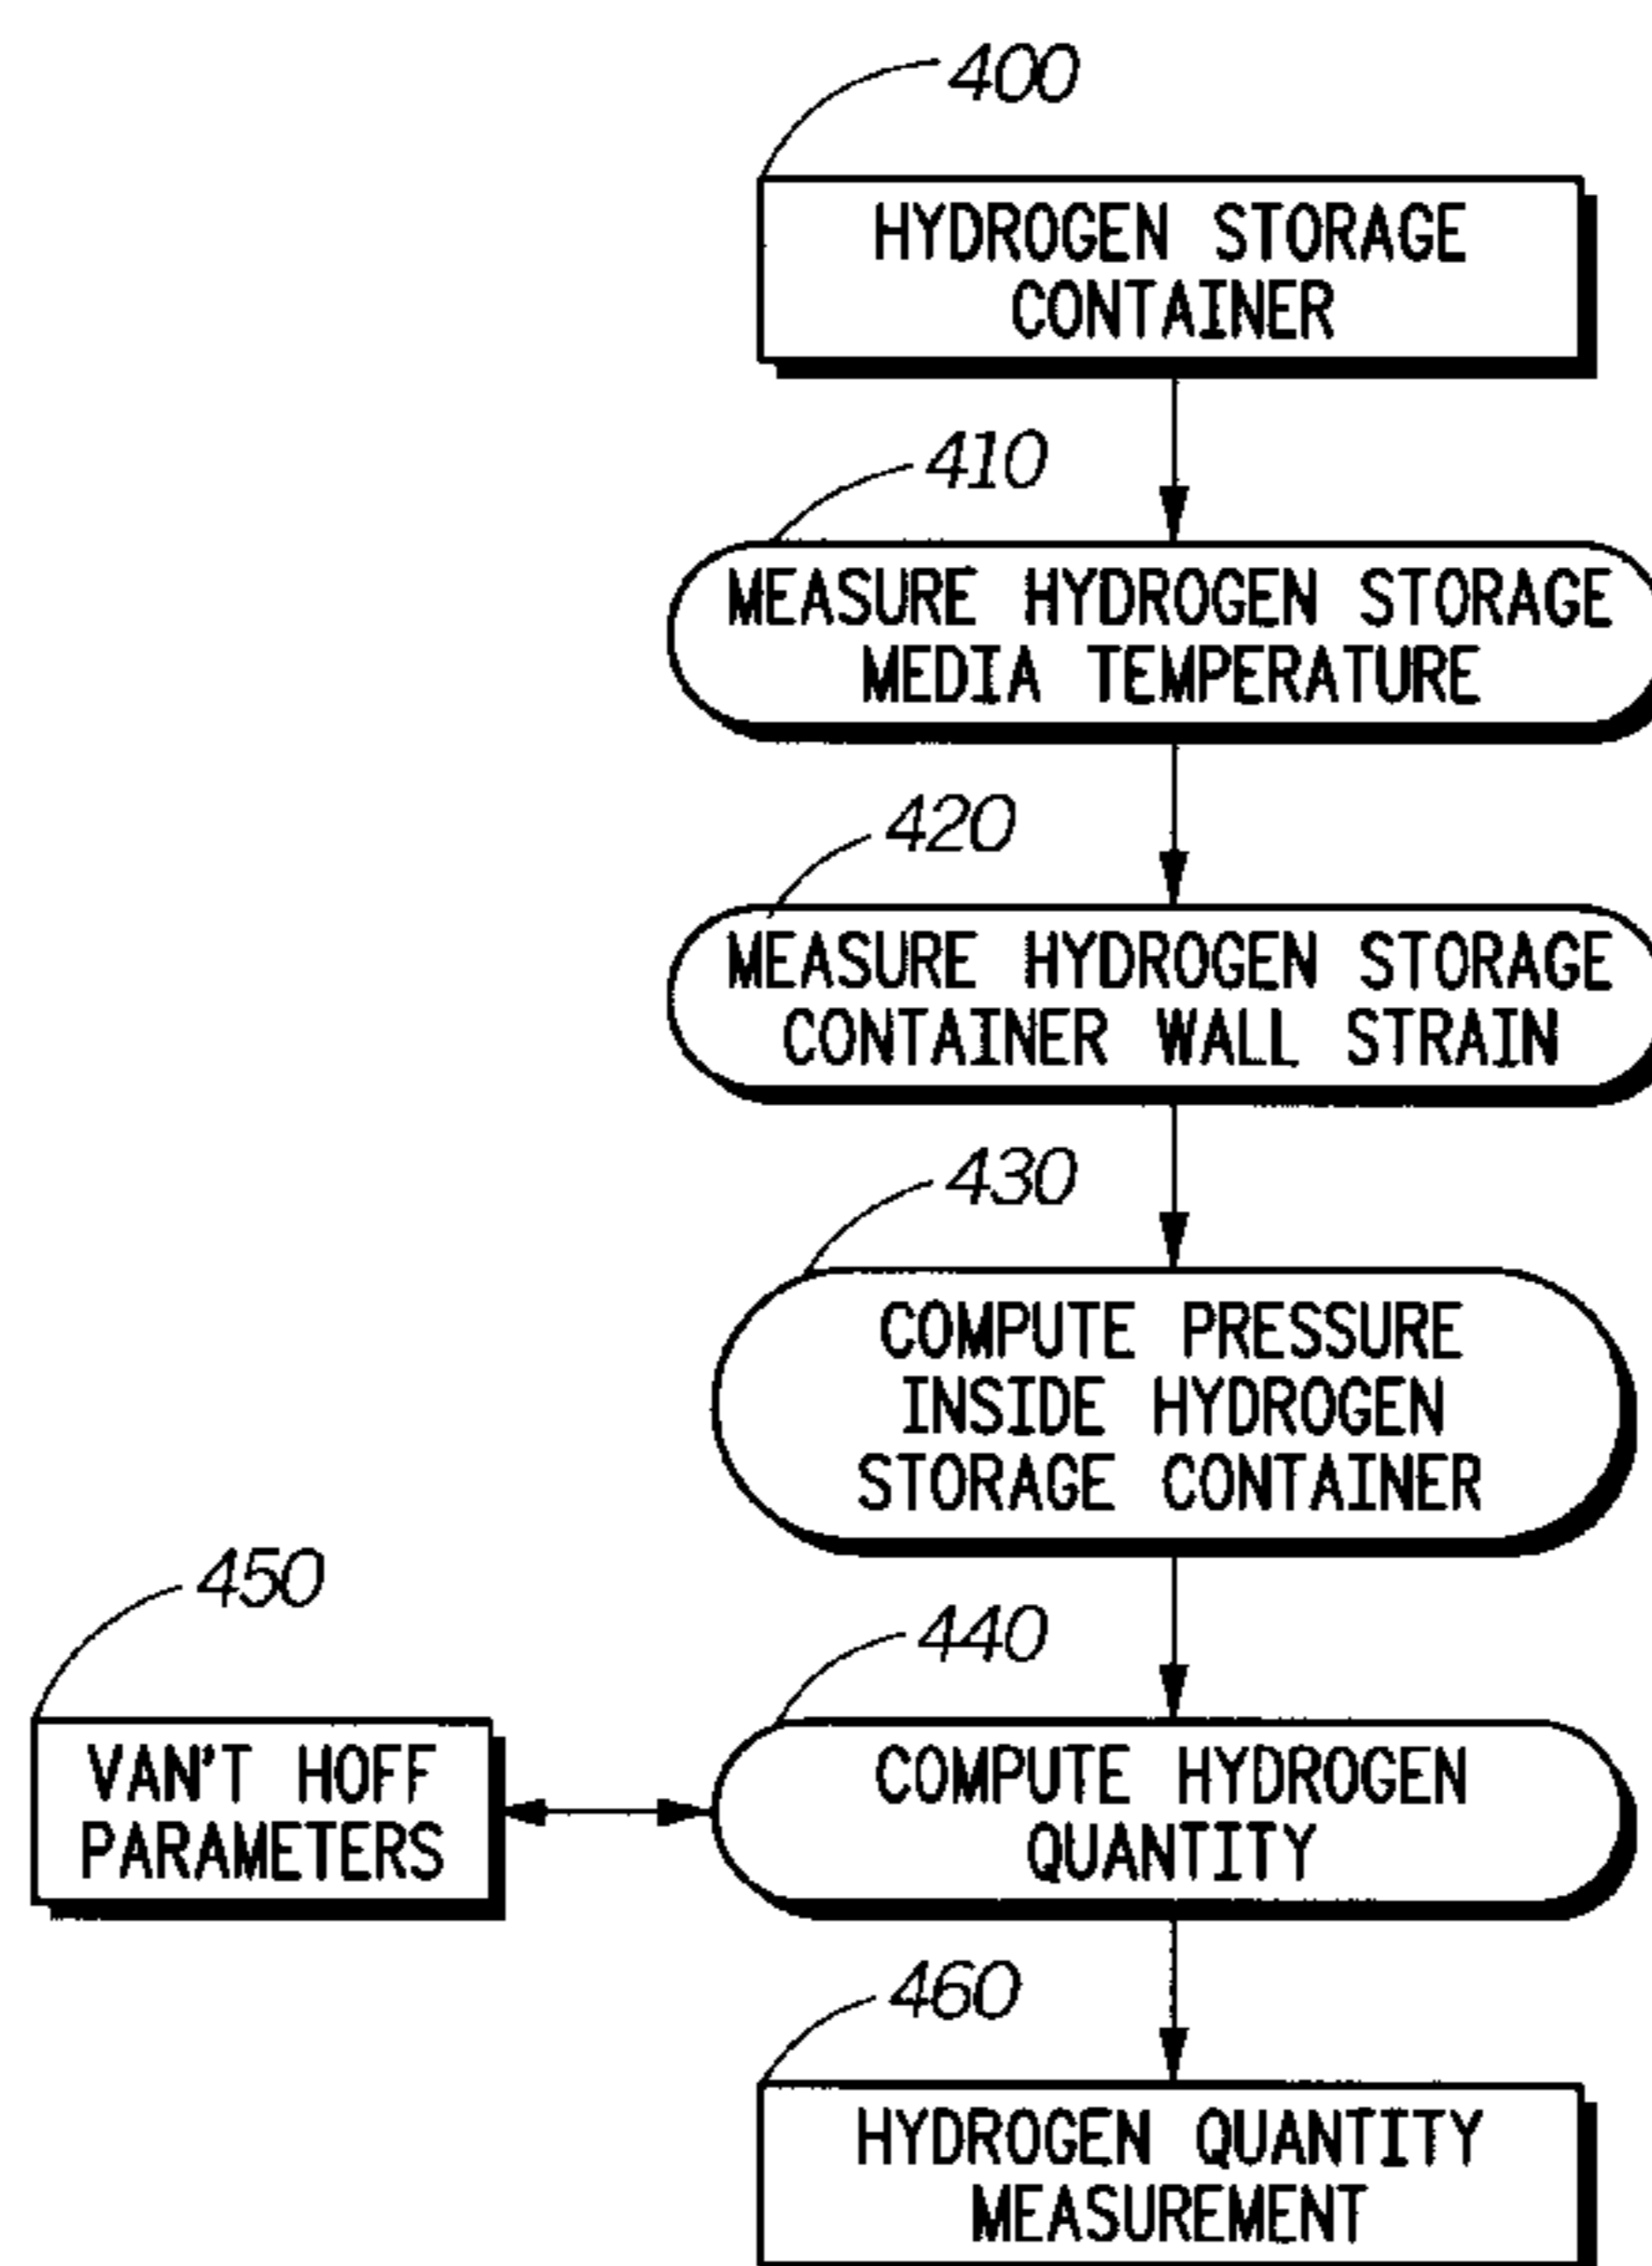 400
HYDROGEN STORAGE
CONTAINER
410
MEASURE HYDROGEN STORAGE
MEDIA TEMPERATURE
420
MEASURE HYDROGEN STORAGE
CONTAINER WALL STRAIN
430
COMPUTE PRESSURE
INSIDE HYDROGEN
STORAGE CONTAINER
450
VAN'T HOFF
PARAMETERS
440
COMPUTE HYDROGEN
QUANTITY
460
HYDROGEN QUANTITY
MEASUREMENT